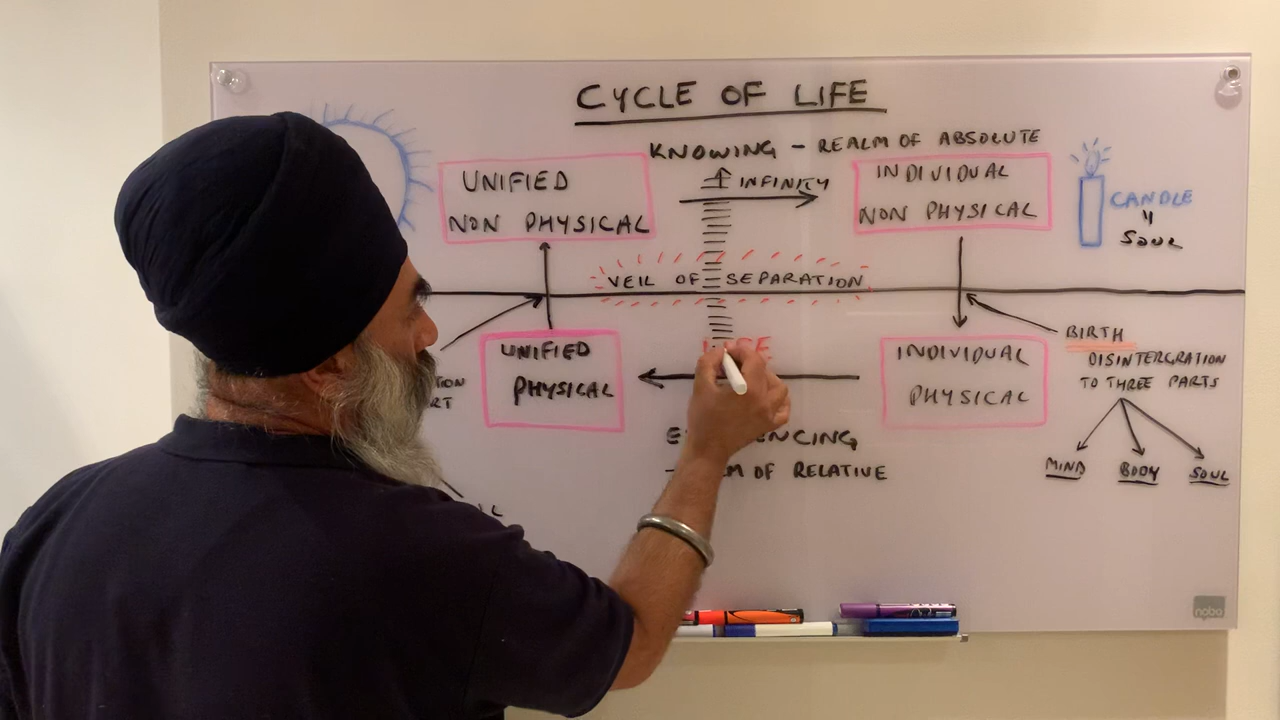 CYCLE OF LIFE
KNOWING - REALM OF ABSOLUTE
UNIFIED
NON PHYSICAL
INFINITY
INDIVIDUAL
NON PHYSICAL
CANDLE
"
SOUL
VEIL OF SEPARATION
UNIFIED
PHYSICAL
INDIVIDUAL
PHYSICAL
BIRTH
DISINTERGRATION
TO THREE PARTS
MIND BODY SOUL
OF RELATIVE
nobo